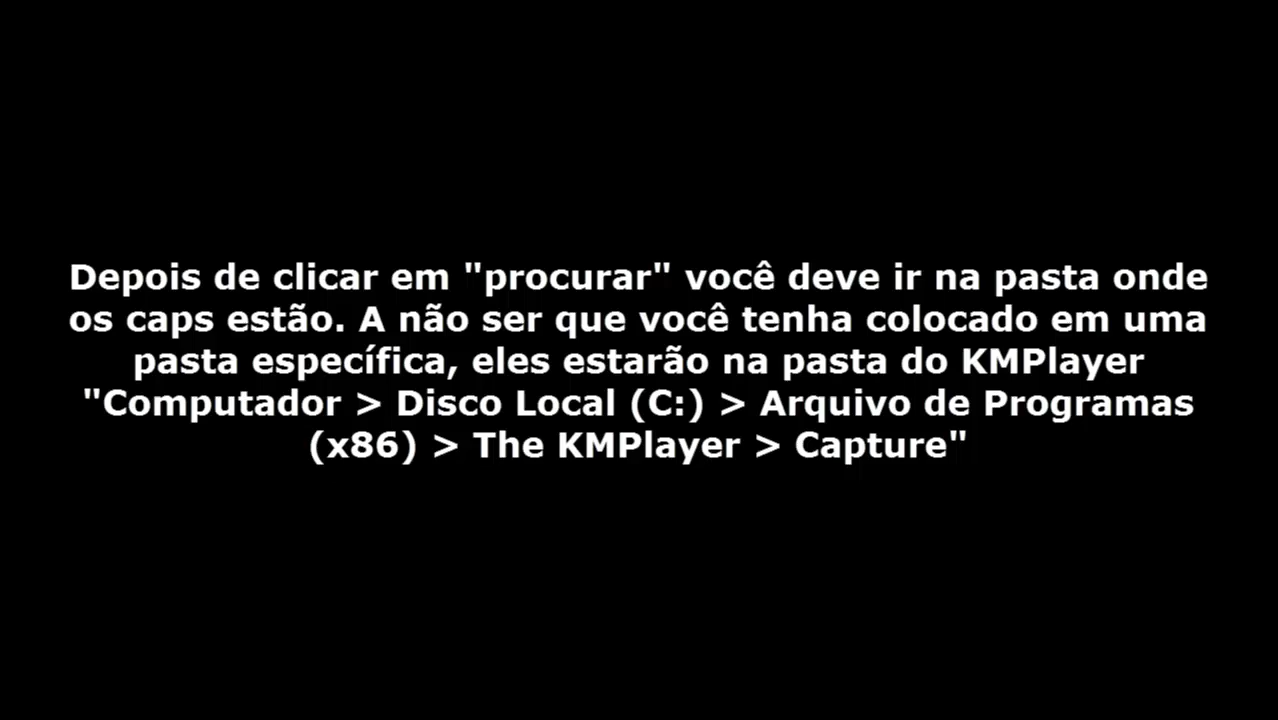 Depois de clicar em "procurar" você deve ir na pasta onde
os caps estão. A não ser que você tenha colocado em uma
pasta específica, eles estarão na pasta do KMPlayer
"Computador > Disco Local (C:) > Arquivo de Programas
(x86) > The KMPlayer > Capture"